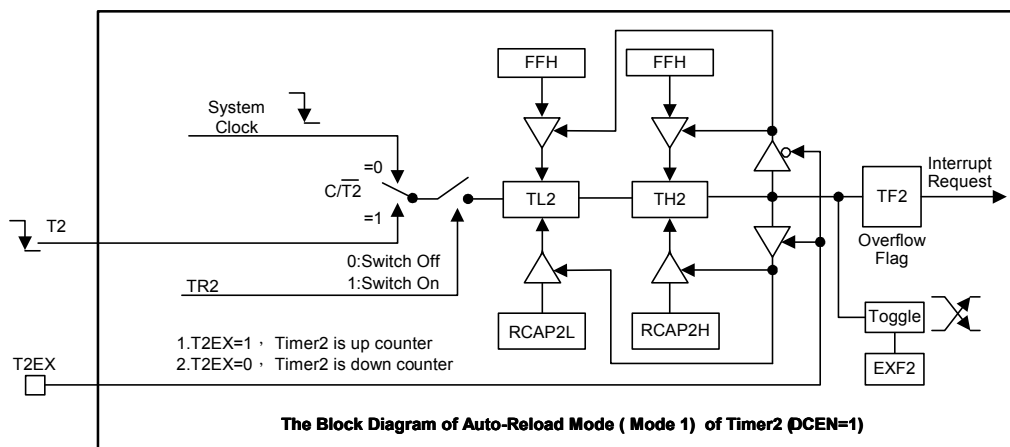 FFH
FFH
System
Clock
=0
C/T2
=1
TL2
TH2
TF2
Interrupt
Request
Overflow
Flag
T2
0:Switch Off
1:Switch On
TR2
RCAP2L
RCAP2H
Toggle
EXF2
1.T2EX=1， Timer2 is up counter
2.T2EX=0， Timer2 is down counter
T2EX
The Block Diagram of Auto-Reload Mode ( Mode 1) of Timer2 (DCEN=1)